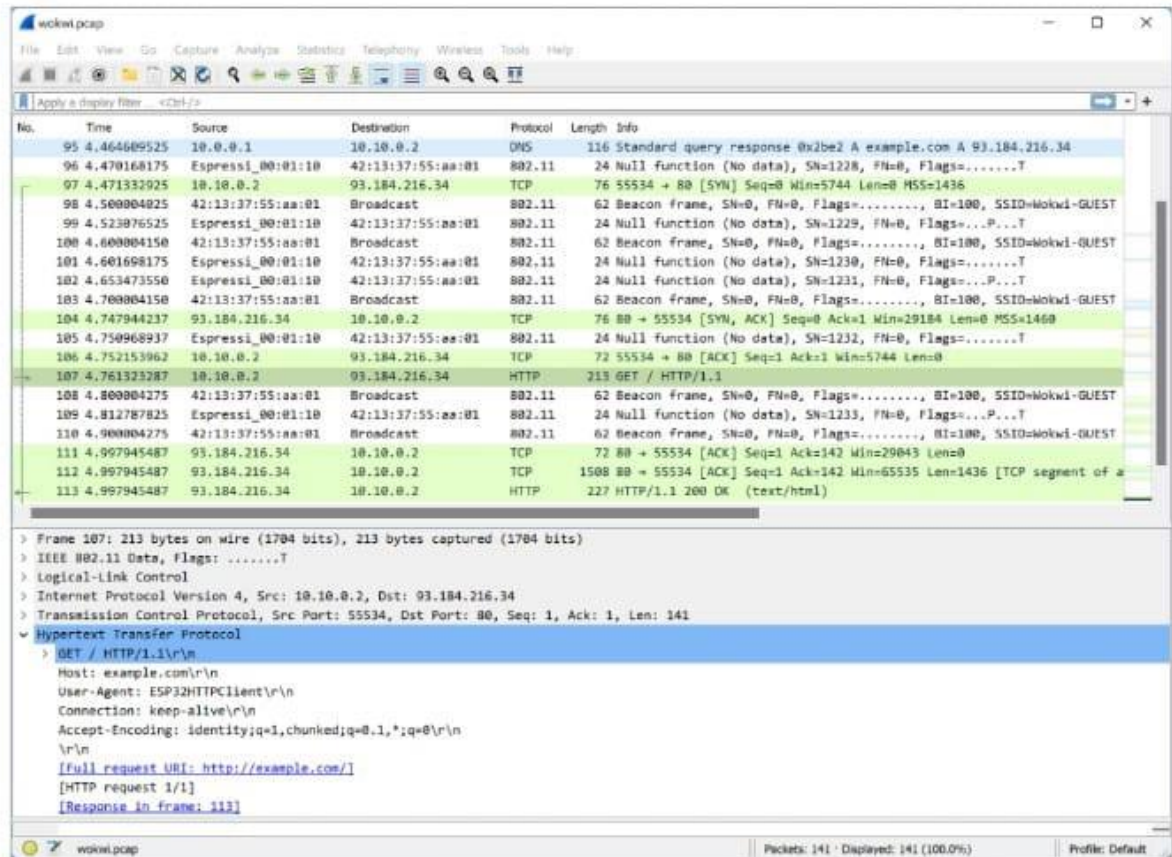 wokwi.pcap
File Edit View Go Capture Analyze Statistics Telephony Wireless Tools Help
Apply a display filter ... <Ctrl-/>
No. Time Source Destination Protocol Length Info
95 4.464609525 10.0.0.1 10.10.0.2 DNS 116 Standard query response 0x2be2 A example.com A 93.184.216.34
96 4.470168175 Espressi_00:01:10 42:13:37:55:aa:01 802.11 24 Null function (No data), SN=1228, FN=0, Flags=.......T
97 4.471332925 10.10.0.2 93.184.216.34 TCP 76 55534 → 80 [SYN] Seq=0 Win=5744 Len=0 MSS=1436
98 4.500004025 42:13:37:55:aa:01 Broadcast 802.11 62 Beacon frame, SN=0, FN=0, Flags=........, BI=100, SSID=Wokwi-GUEST
99 4.523076525 Espressi_00:01:10 42:13:37:55:aa:01 802.11 24 Null function (No data), SN=1229, FN=0, Flags=...P...T
100 4.600004150 42:13:37:55:aa:01 Broadcast 802.11 62 Beacon frame, SN=0, FN=0, Flags=........, BI=100, SSID=Wokwi-GUEST
101 4.601698175 Espressi_00:01:10 42:13:37:55:aa:01 802.11 24 Null function (No data), SN=1230, FN=0, Flags=.......T
102 4.653473550 Espressi_00:01:10 42:13:37:55:aa:01 802.11 24 Null function (No data), SN=1231, FN=0, Flags=...P...T
103 4.700004150 42:13:37:55:aa:01 Broadcast 802.11 62 Beacon frame, SN=0, FN=0, Flags=........, BI=100, SSID=Wokwi-GUEST
104 4.747944237 93.184.216.34 10.10.0.2 TCP 76 80 → 55534 [SYN, ACK] Seq=0 Ack=1 Win=29184 Len=0 MSS=1460
105 4.750968937 Espressi_00:01:10 42:13:37:55:aa:01 802.11 24 Null function (No data), SN=1232, FN=0, Flags=.......T
106 4.752153962 10.10.0.2 93.184.216.34 TCP 72 55534 → 80 [ACK] Seq=1 Ack=1 Win=5744 Len=0
107 4.761323287 10.10.0.2 93.184.216.34 HTTP 213 GET / HTTP/1.1
108 4.800004275 42:13:37:55:aa:01 Broadcast 802.11 62 Beacon frame, SN=0, FN=0, Flags=........, BI=100, SSID=Wokwi-GUEST
109 4.812787825 Espressi_00:01:10 42:13:37:55:aa:01 802.11 24 Null function (No data), SN=1233, FN=0, Flags=...P...T
110 4.900004275 42:13:37:55:aa:01 Broadcast 802.11 62 Beacon frame, SN=0, FN=0, Flags=........, BI=100, SSID=Wokwi-GUEST
111 4.997945487 93.184.216.34 10.10.0.2 TCP 72 80 → 55534 [ACK] Seq=1 Ack=142 Win=29043 Len=0
112 4.997945487 93.184.216.34 10.10.0.2 TCP 1508 80 → 55534 [ACK] Seq=1 Ack=142 Win=65535 Len=1436 [TCP segment of a
113 4.997945487 93.184.216.34 10.10.0.2 HTTP 227 HTTP/1.1 200 OK (text/html)
Frame 107: 213 bytes on wire (1704 bits), 213 bytes captured (1704 bits)
IEEE 802.11 Data, Flags: .......T
Logical-Link Control
Internet Protocol Version 4, Src: 10.10.0.2, Dst: 93.184.216.34
Transmission Control Protocol, Src Port: 55534, Dst Port: 80, Seq: 1, Ack: 1, Len: 141
Hypertext Transfer Protocol
GET / HTTP/1.1\r\n
Host: example.com\r\n
User-Agent: ESP32HTTPClient\r\n
Connection: keep-alive\r\n
Accept-Encoding: identity;q=1,chunked;q=0.1,*;q=0\r\n
\r\n
[Full request URI: http://example.com/]
[HTTP request 1/1]
[Response in frame: 113]
wokwi.pcap Packets: 141 · Displayed: 141 (100.0%) Profile: Default